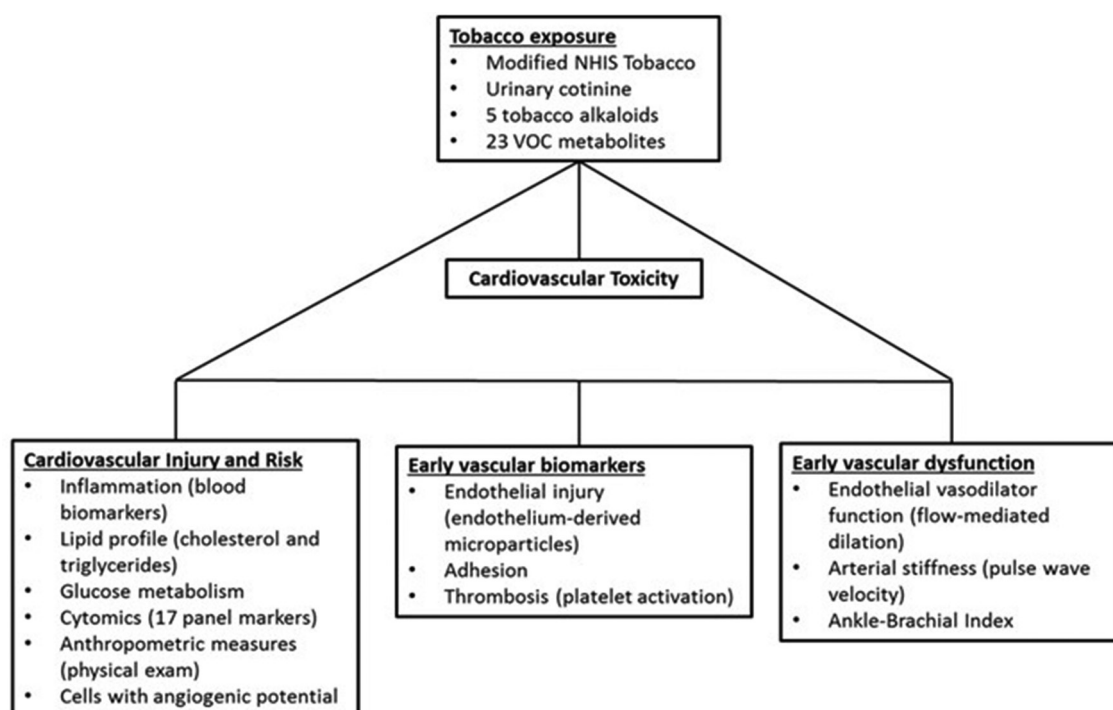 Tobacco exposure
• Modified NHIS Tobacco
• Urinary cotinine
• 5 tobacco alkaloids
• 23 VOC metabolites
Cardiovascular Toxicity
Cardiovascular Injury and Risk
• Inflammation (blood
biomarkers)
• Lipid profile (cholesterol and
triglycerides)
• Glucose metabolism
• Cytomics (17 panel markers)
• Anthropometric measures
(physical exam)
• Cells with angiogenic potential
Early vascular biomarkers
• Endothelial injury
(endothelium-derived
microparticles)
• Adhesion
• Thrombosis (platelet activation)
Early vascular dysfunction
• Endothelial vasodilator
function (flow-mediated
dilation)
• Arterial stiffness (pulse wave
velocity)
• Ankle-Brachial Index